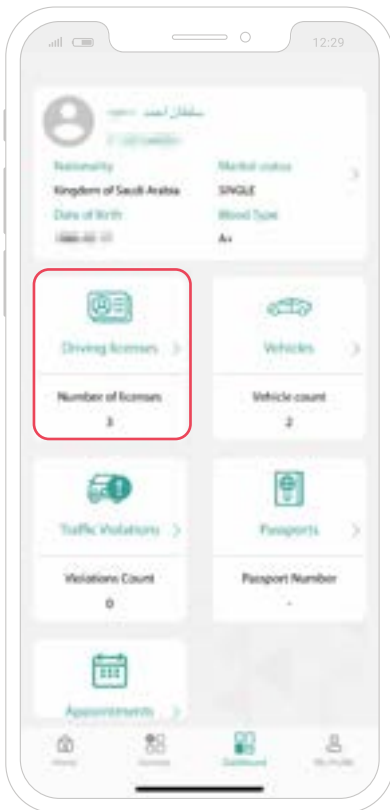 12:29
سلطان احمد
Nationality
Marital status
Kingdom of Saudi Arabia
SINGLE
Date of Birth
Blood Type
A+
Driving licenses
Vehicles
Number of licenses
Vehicle count
3
2
Traffic Violations
Passports
Violations Count
Passport Number
0
-
Appointments
Home
Services
Dashboard
My Profile